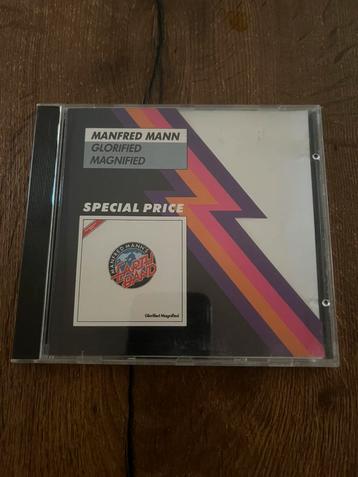 MANFRED MANN
GLORIFIED
MAGNIFIED
SPECIAL PRICE
MANFRED MANN'S
EARTH
BAND
Glorified Magnified